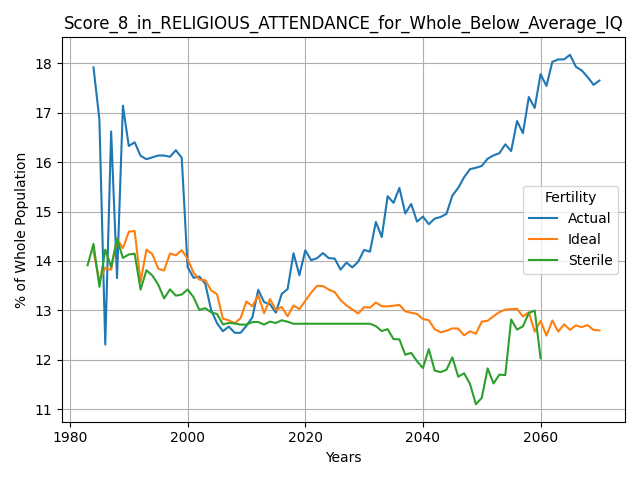 Score_8_in_RELIGIOUS_ATTENDANCE_for_Whole_Below_Average_IQ
% of Whole Population
18
17
16
15
14
13
12
11
Fertility
Actual
Ideal
Sterile
1980
2000
2020
2040
2060
Years